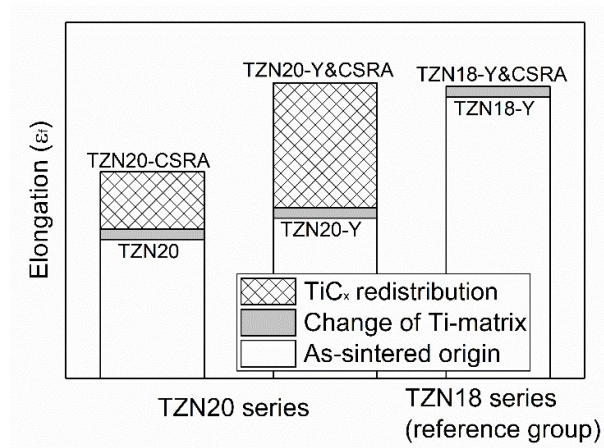 Elongation (εf)
TZN20-CSRA
TZN20
TZN20-Y&CSRA
TZN20-Y
TZN18-Y&CSRA
TZN18-Y
TiCx redistribution
Change of Ti-matrix
As-sintered origin
TZN20 series
TZN18 series
(reference group)